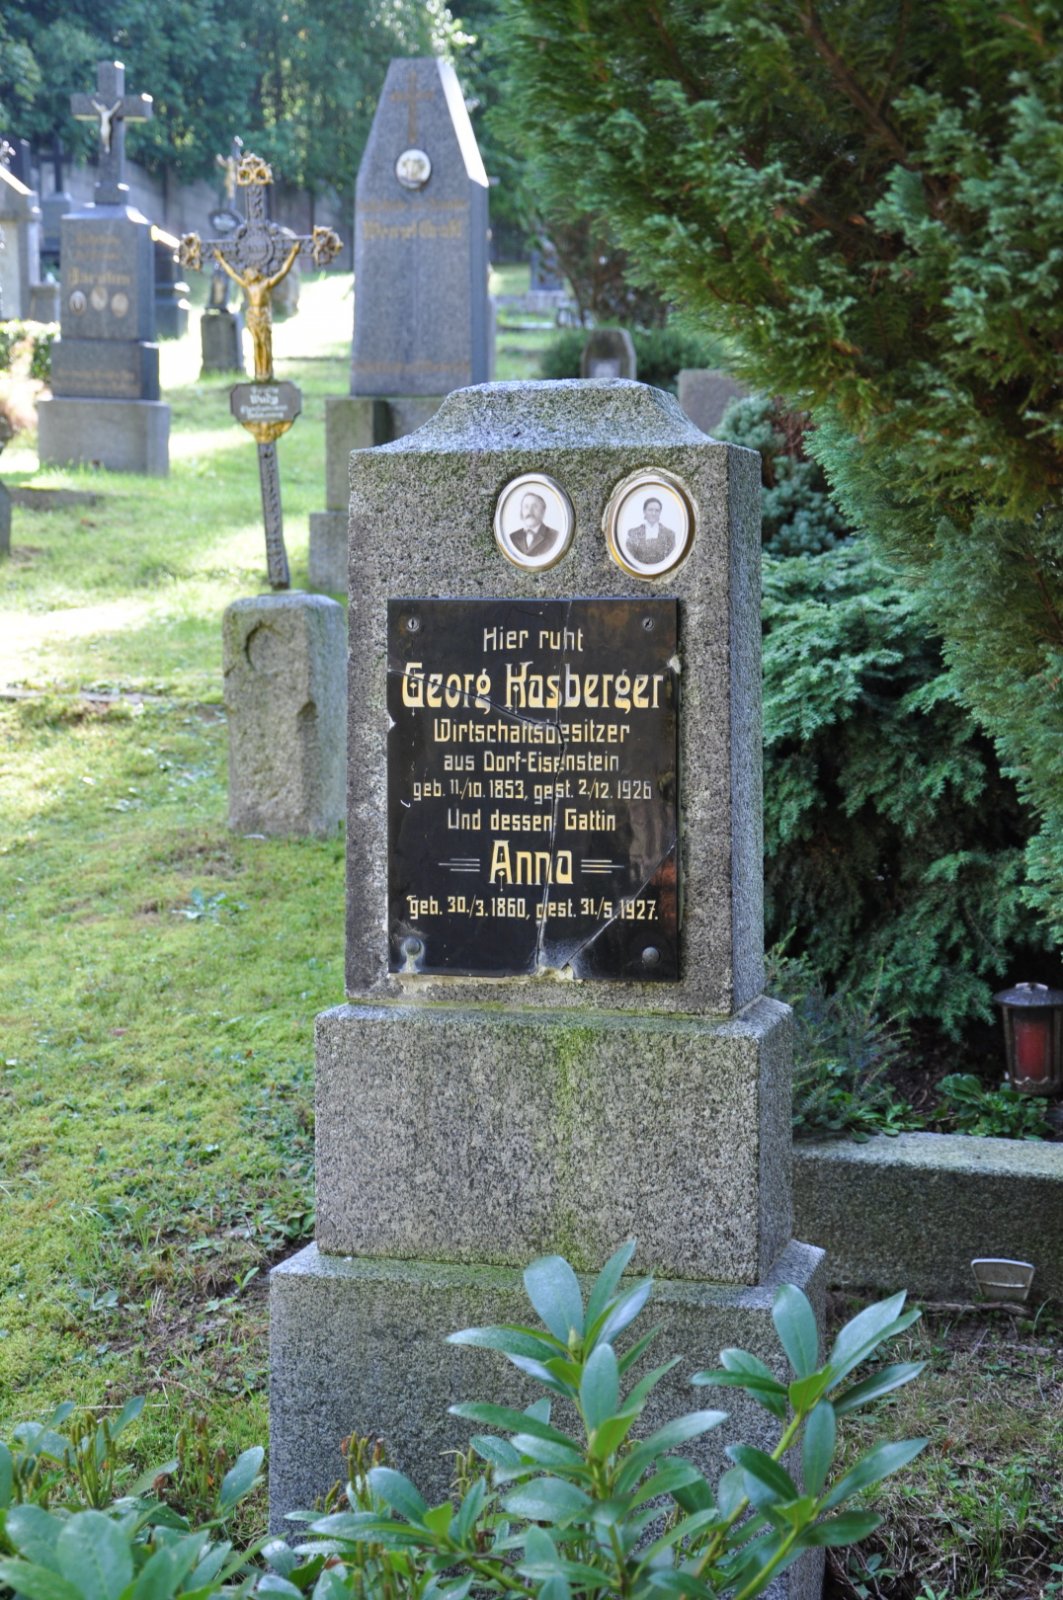 Hier ruht
Georg Kasberger
Wirtschaftsbesitzer
aus Dorf-Eisenstein
geb. 11./10. 1853, gest. 2./12. 1926
Und dessen Gattin
Anna
geb. 30./3. 1860, gest. 31./5. 1927.